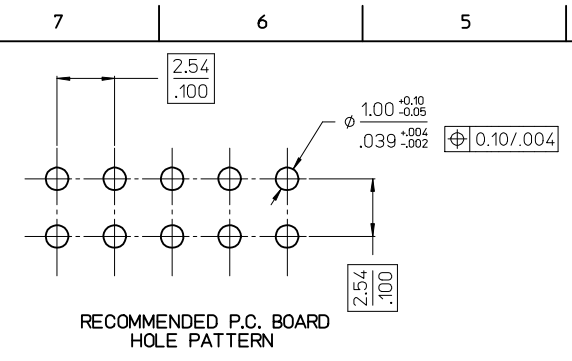 7 6 5
2.54
.100
⌀ 1.00 +0.10 -0.05
.039 +.004 -.002
⌖ 0.10/.004
2.54
.100
RECOMMENDED P.C. BOARD
HOLE PATTERN